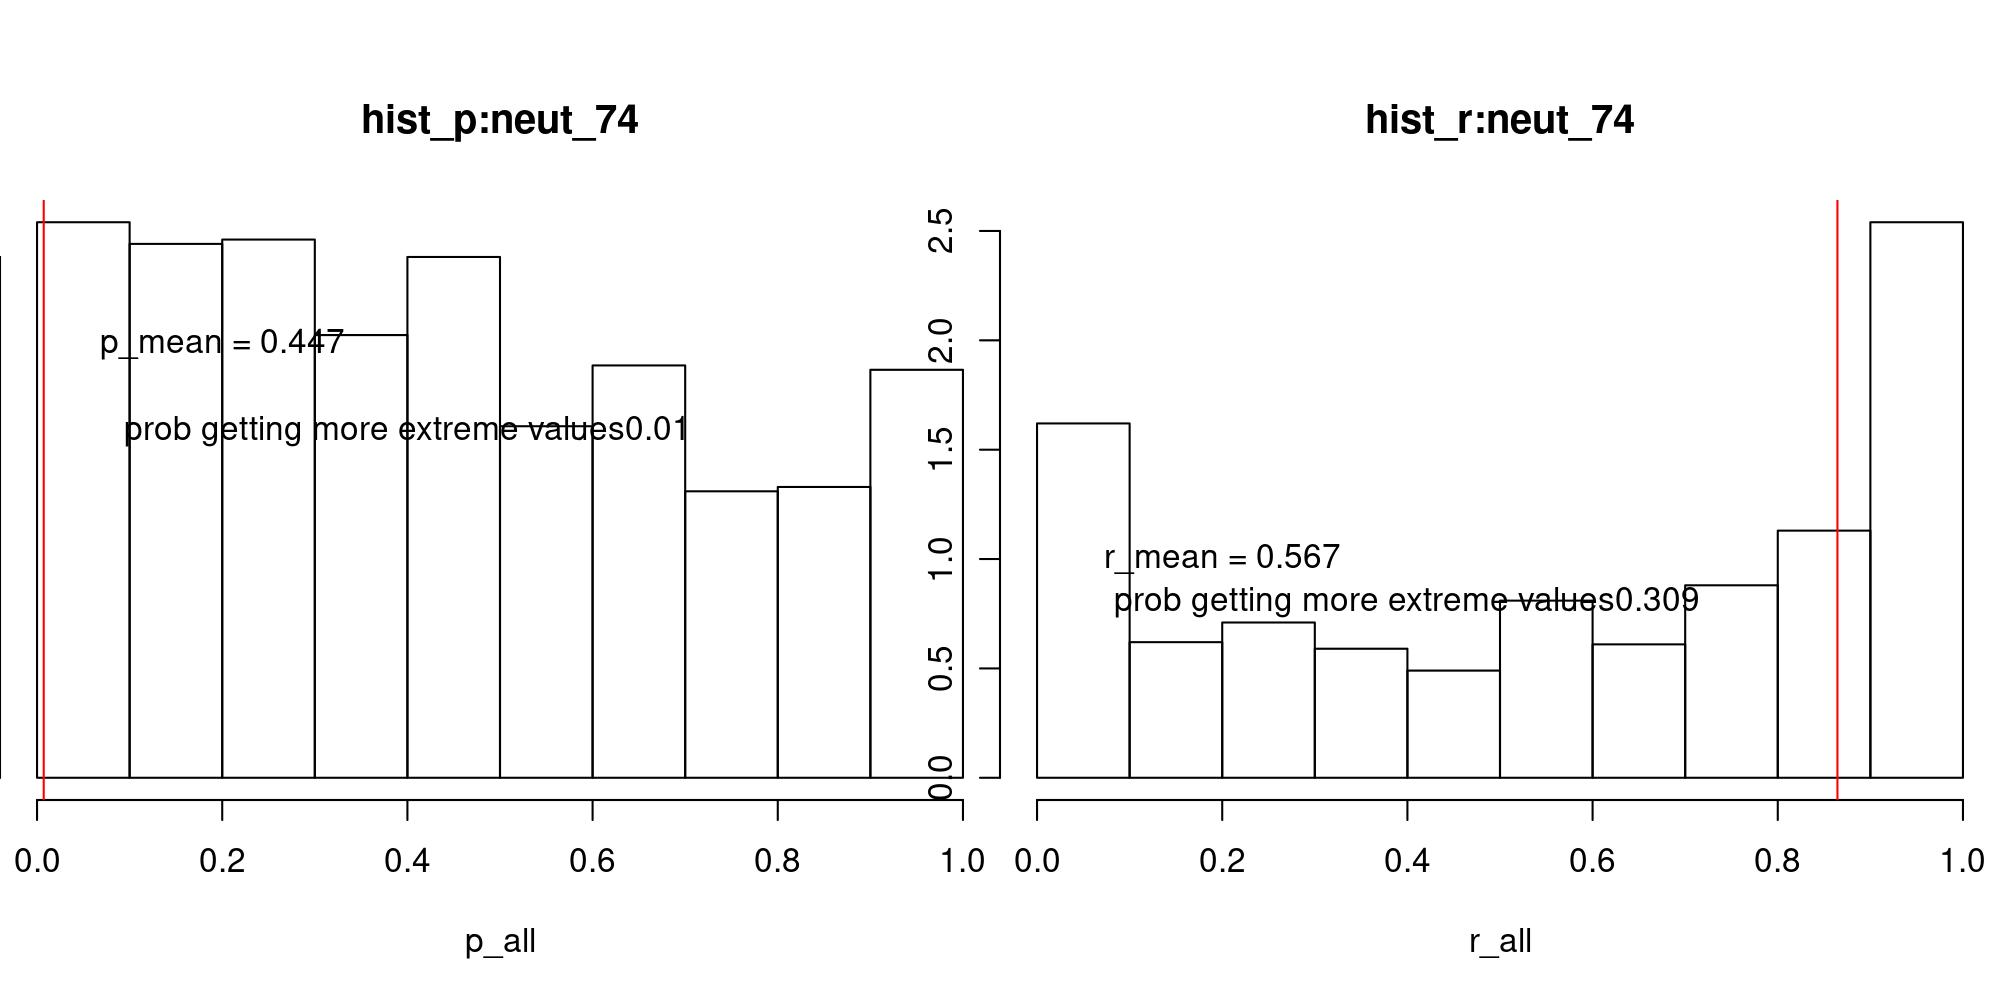 hist_p:neut_74
p_mean = 0.447
prob getting more extreme values0.01
0.0 0.2 0.4 0.6 0.8 1.0
p_all
hist_r:neut_74
2.5
2.0
1.5
1.0
0.5
0.0
r_mean = 0.567
prob getting more extreme values0.309
0.0 0.2 0.4 0.6 0.8 1.0
r_all